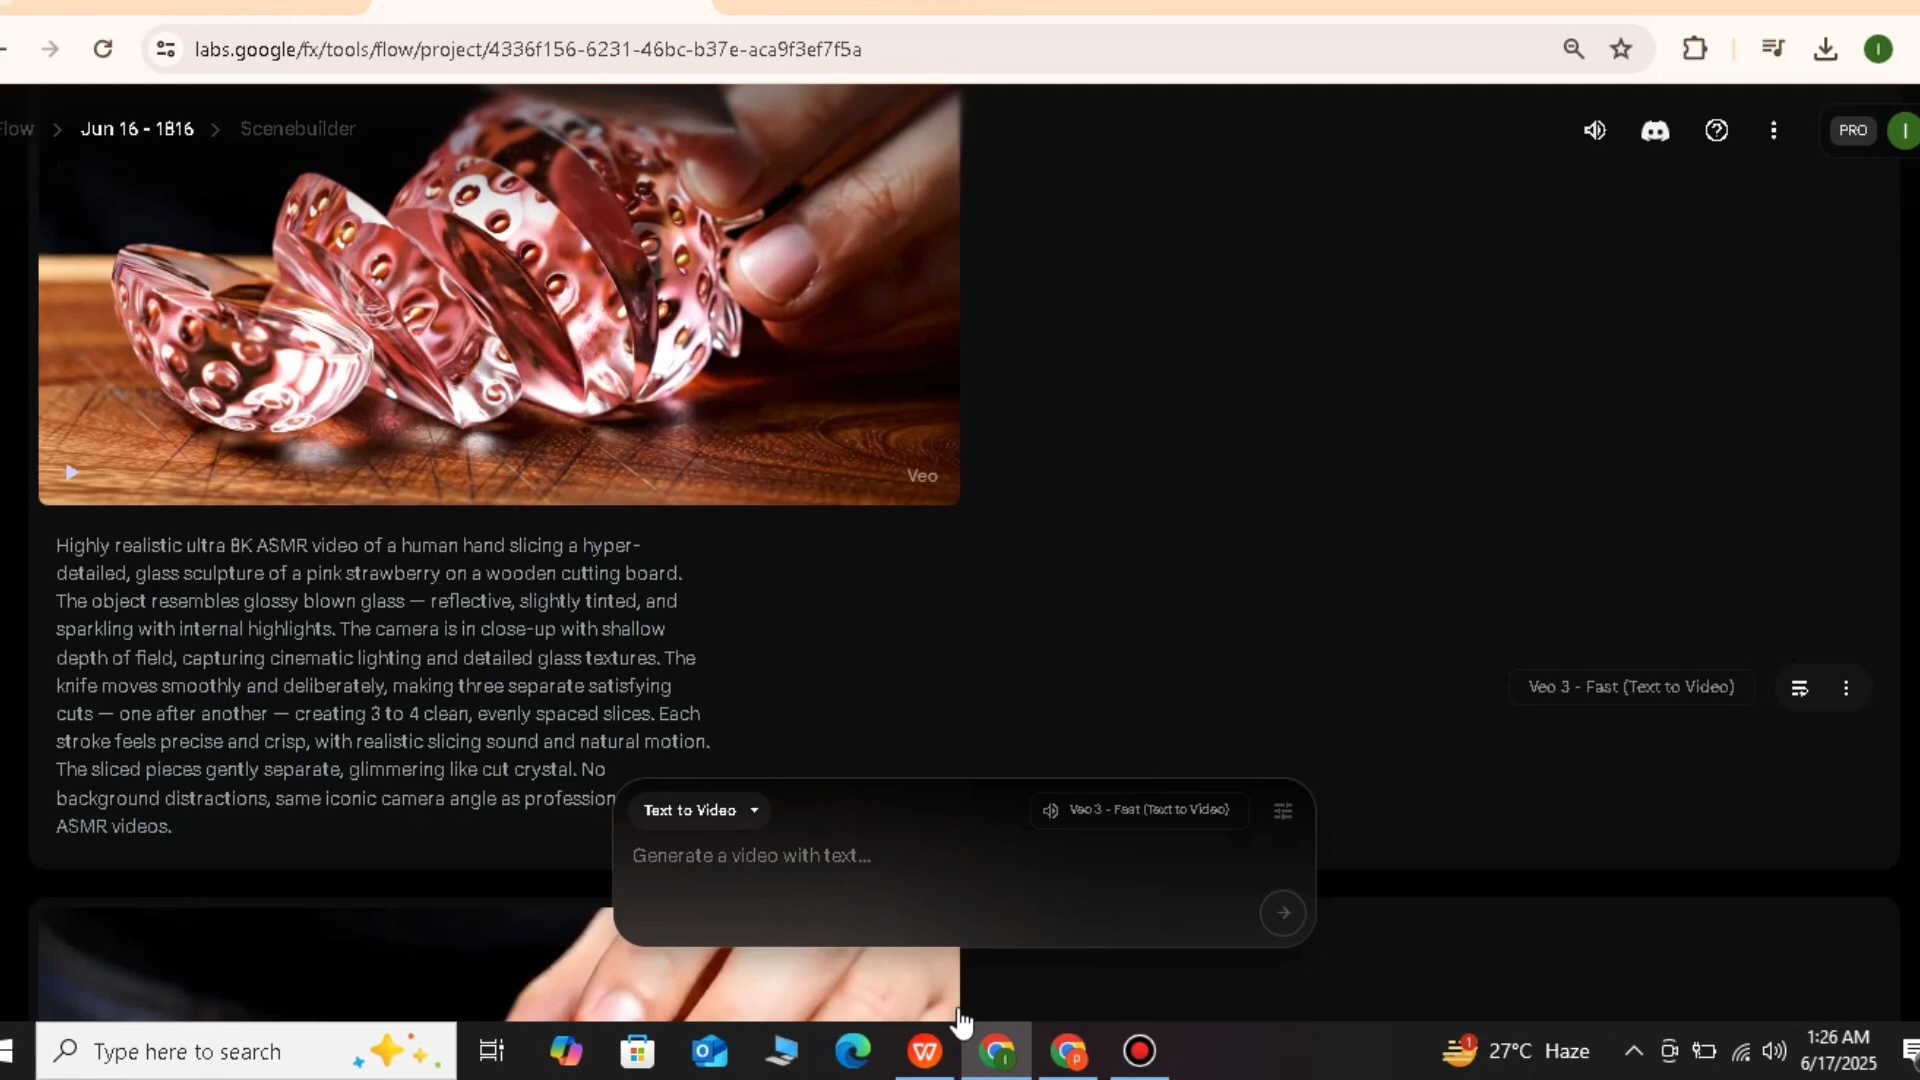 labs.google/fx/tools/flow/project/4336f156-6231-46bc-b37e-aca9f3ef7f5a
Flow > Jun 16 - 1816 > Scenebuilder
PRO
I
Veo
Highly realistic ultra 8K ASMR video of a human hand slicing a hyper-
detailed, glass sculpture of a pink strawberry on a wooden cutting board.
The object resembles glossy blown glass — reflective, slightly tinted, and
sparkling with internal highlights. The camera is in close-up with shallow
depth of field, capturing cinematic lighting and detailed glass textures. The
knife moves smoothly and deliberately, making three separate satisfying
cuts — one after another — creating 3 to 4 clean, evenly spaced slices. Each
stroke feels precise and crisp, with realistic slicing sound and natural motion.
The sliced pieces gently separate, glimmering like cut crystal. No
background distractions, same iconic camera angle as profession
ASMR videos.
Veo 3 - Fast (Text to Video)
Text to Video
Veo 3 - Fast (Text to Video)
Generate a video with text...
Type here to search
27°C Haze
1:26 AM
6/17/2025